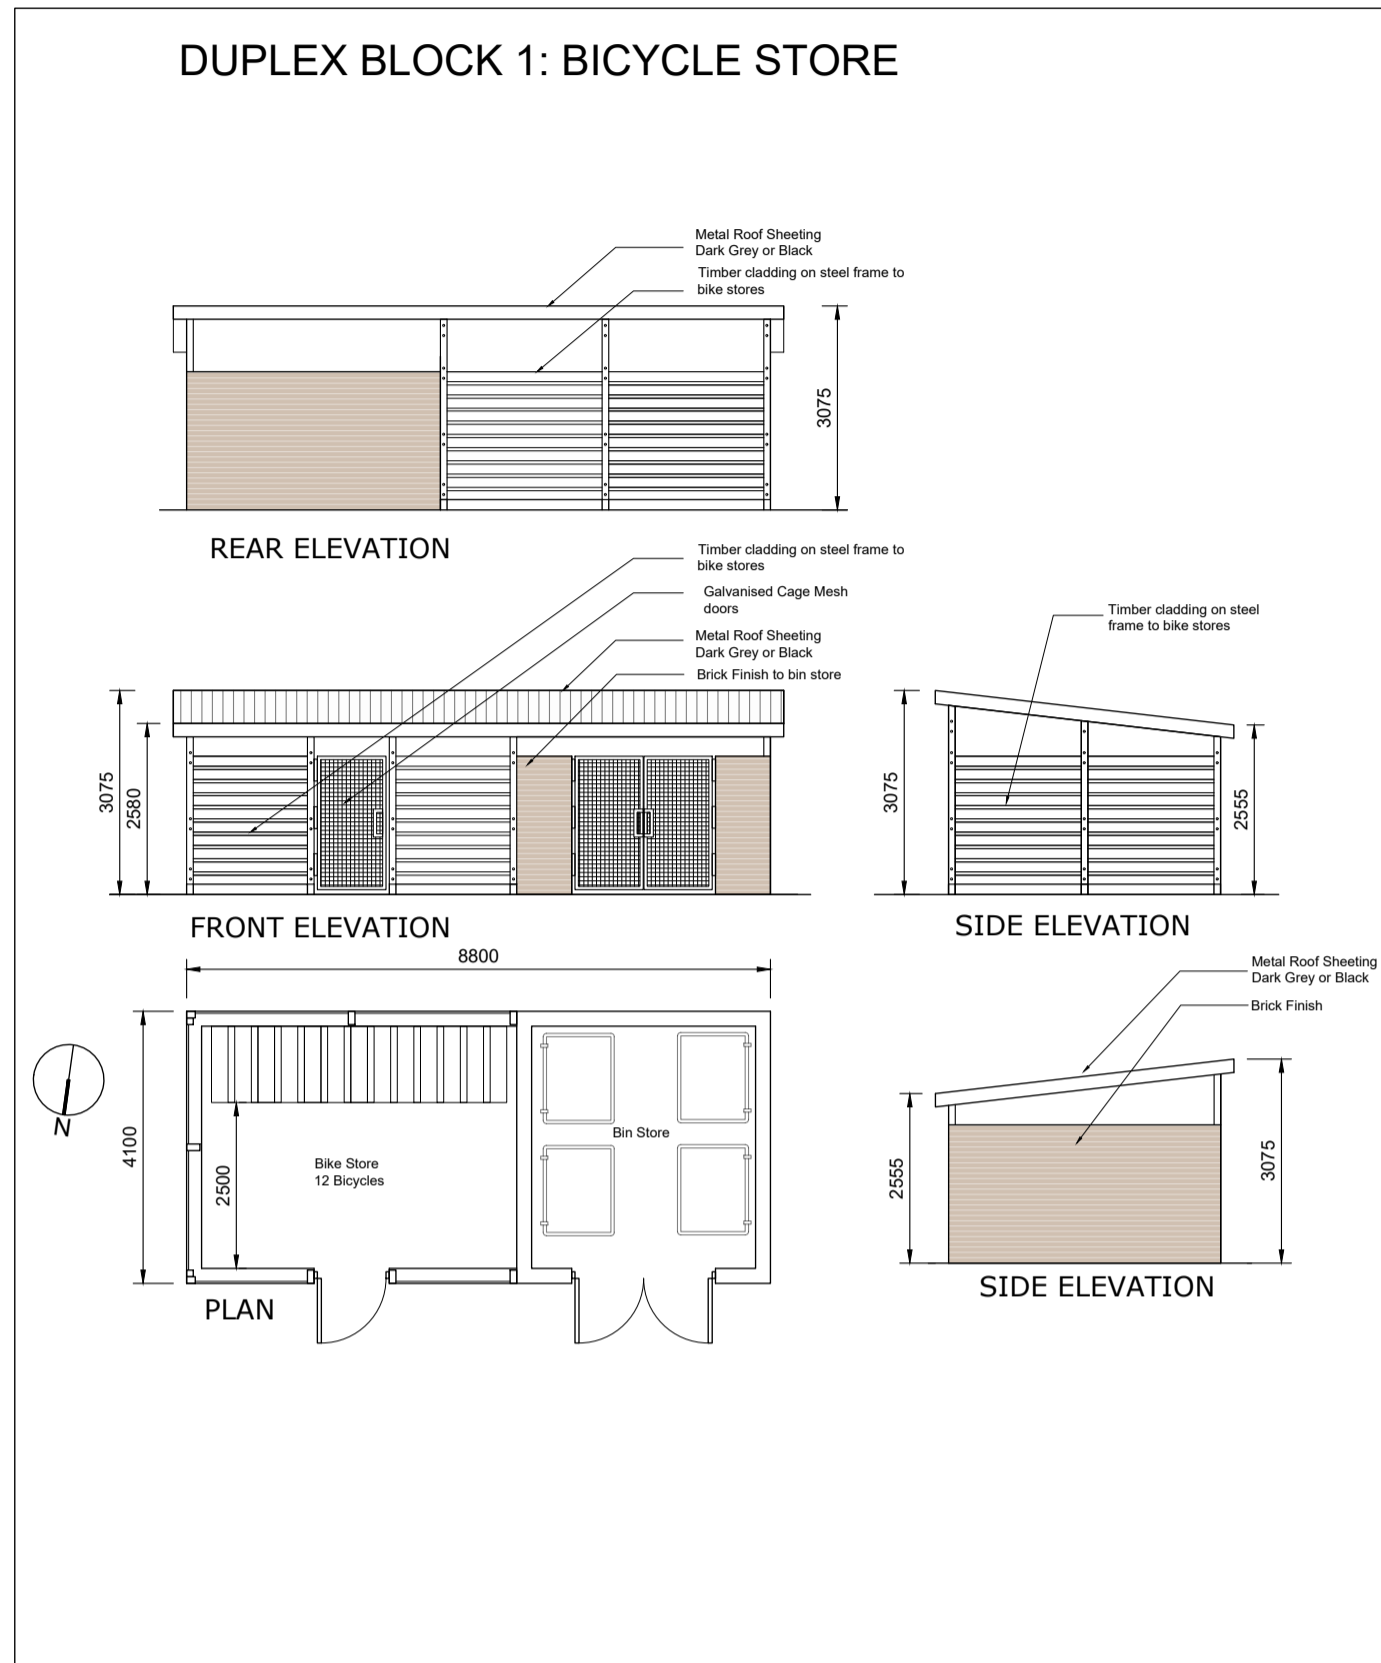 DUPLEX BLOCK 1: BICYCLE STORE
Metal Roof Sheeting
Dark Grey or Black
Timber cladding on steel frame to
bike stores
3075
REAR ELEVATION
Timber cladding on steel frame to
bike stores
Galvanised Cage Mesh
doors
Metal Roof Sheeting
Dark Grey or Black
Brick Finish to bin store
3075
2580
FRONT ELEVATION
Timber cladding on steel
frame to bike stores
3075
2555
SIDE ELEVATION
8800
4100
2500
N
Bike Store
12 Bicycles
Bin Store
PLAN
Metal Roof Sheeting
Dark Grey or Black
Brick Finish
2555
3075
SIDE ELEVATION